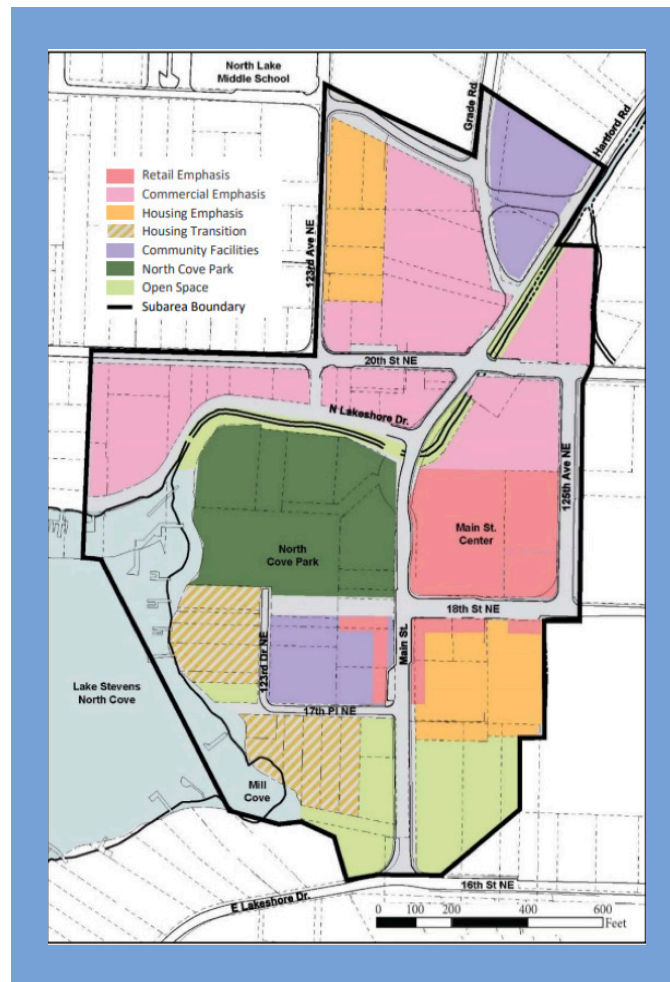 North Lake
Middle School
Grade Rd.
Hartford Rd.
Retail Emphasis
Commercial Emphasis
Housing Emphasis
Housing Transition
Community Facilities
North Cove Park
Open Space
Subarea Boundary
123rd Ave NE
20th St NE
N Lakeshore Dr.
125th Ave NE
Main St.
Center
North
Cove Park
18th St NE
123rd Dr NE
Main St.
Lake Stevens
North Cove
17th Pl NE
Mill
Cove
16th St NE
E Lakeshore Dr.
0 100 200 400 600
Feet